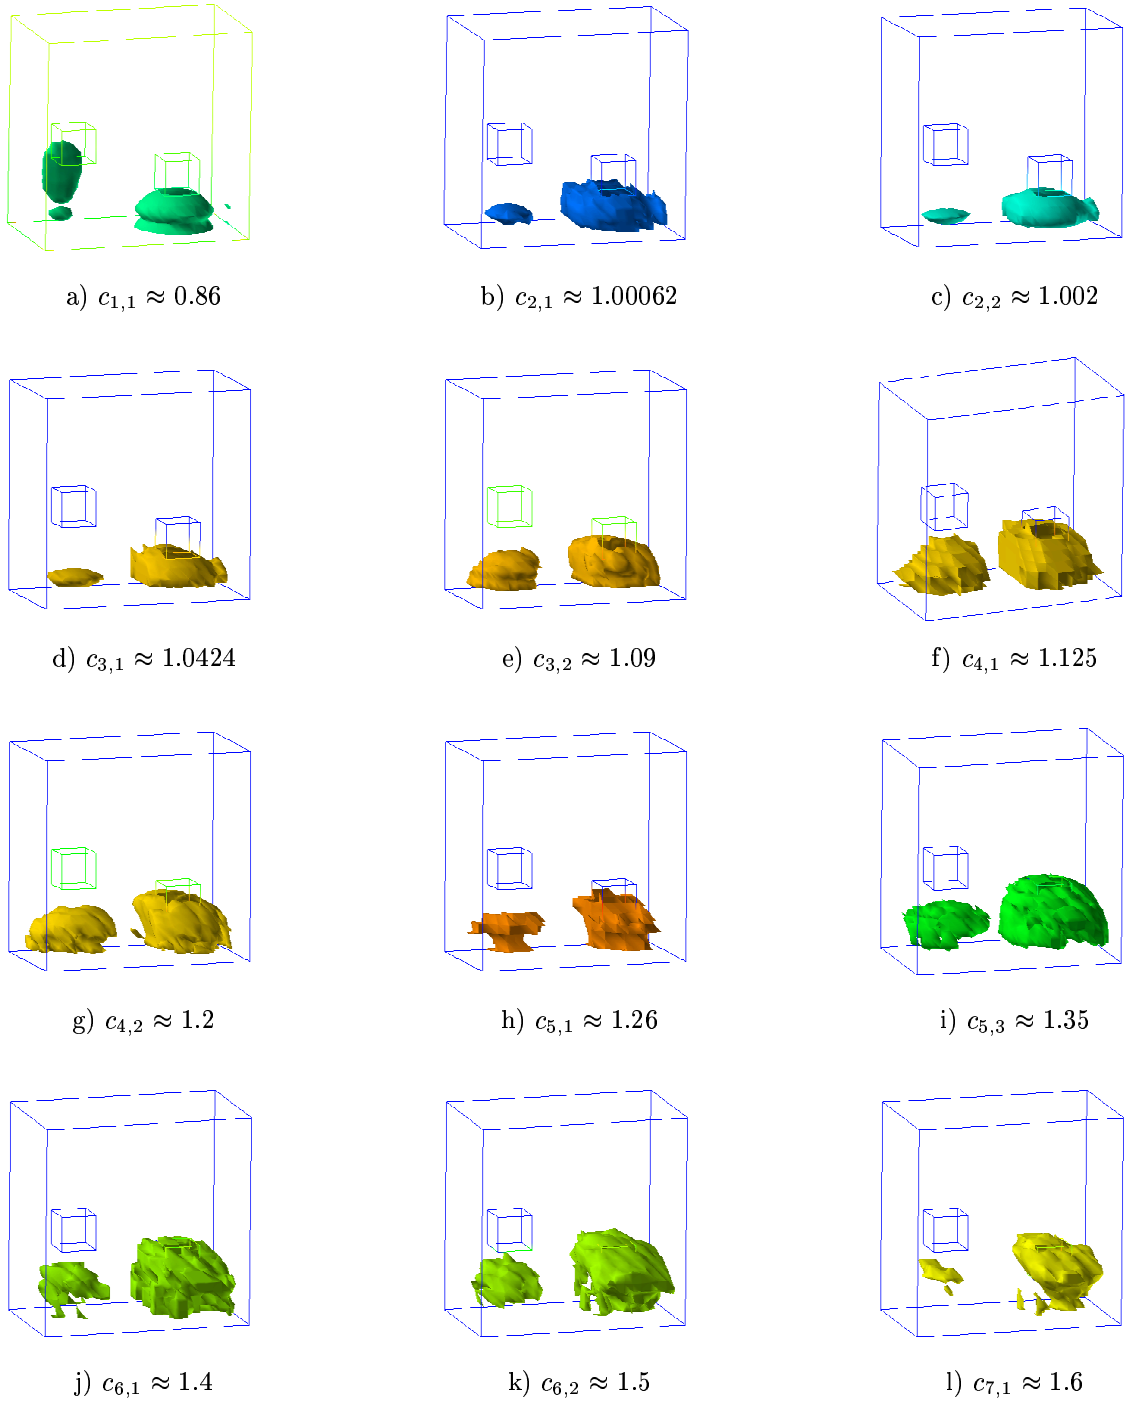 a) c₁,₁ ≈ 0.86
b) c₂,₁ ≈ 1.00062
c) c₂,₂ ≈ 1.002
d) c₃,₁ ≈ 1.0424
e) c₃,₂ ≈ 1.09
f) c₄,₁ ≈ 1.125
g) c₄,₂ ≈ 1.2
h) c₅,₁ ≈ 1.26
i) c₅,₃ ≈ 1.35
j) c₆,₁ ≈ 1.4
k) c₆,₂ ≈ 1.5
l) c₇,₁ ≈ 1.6